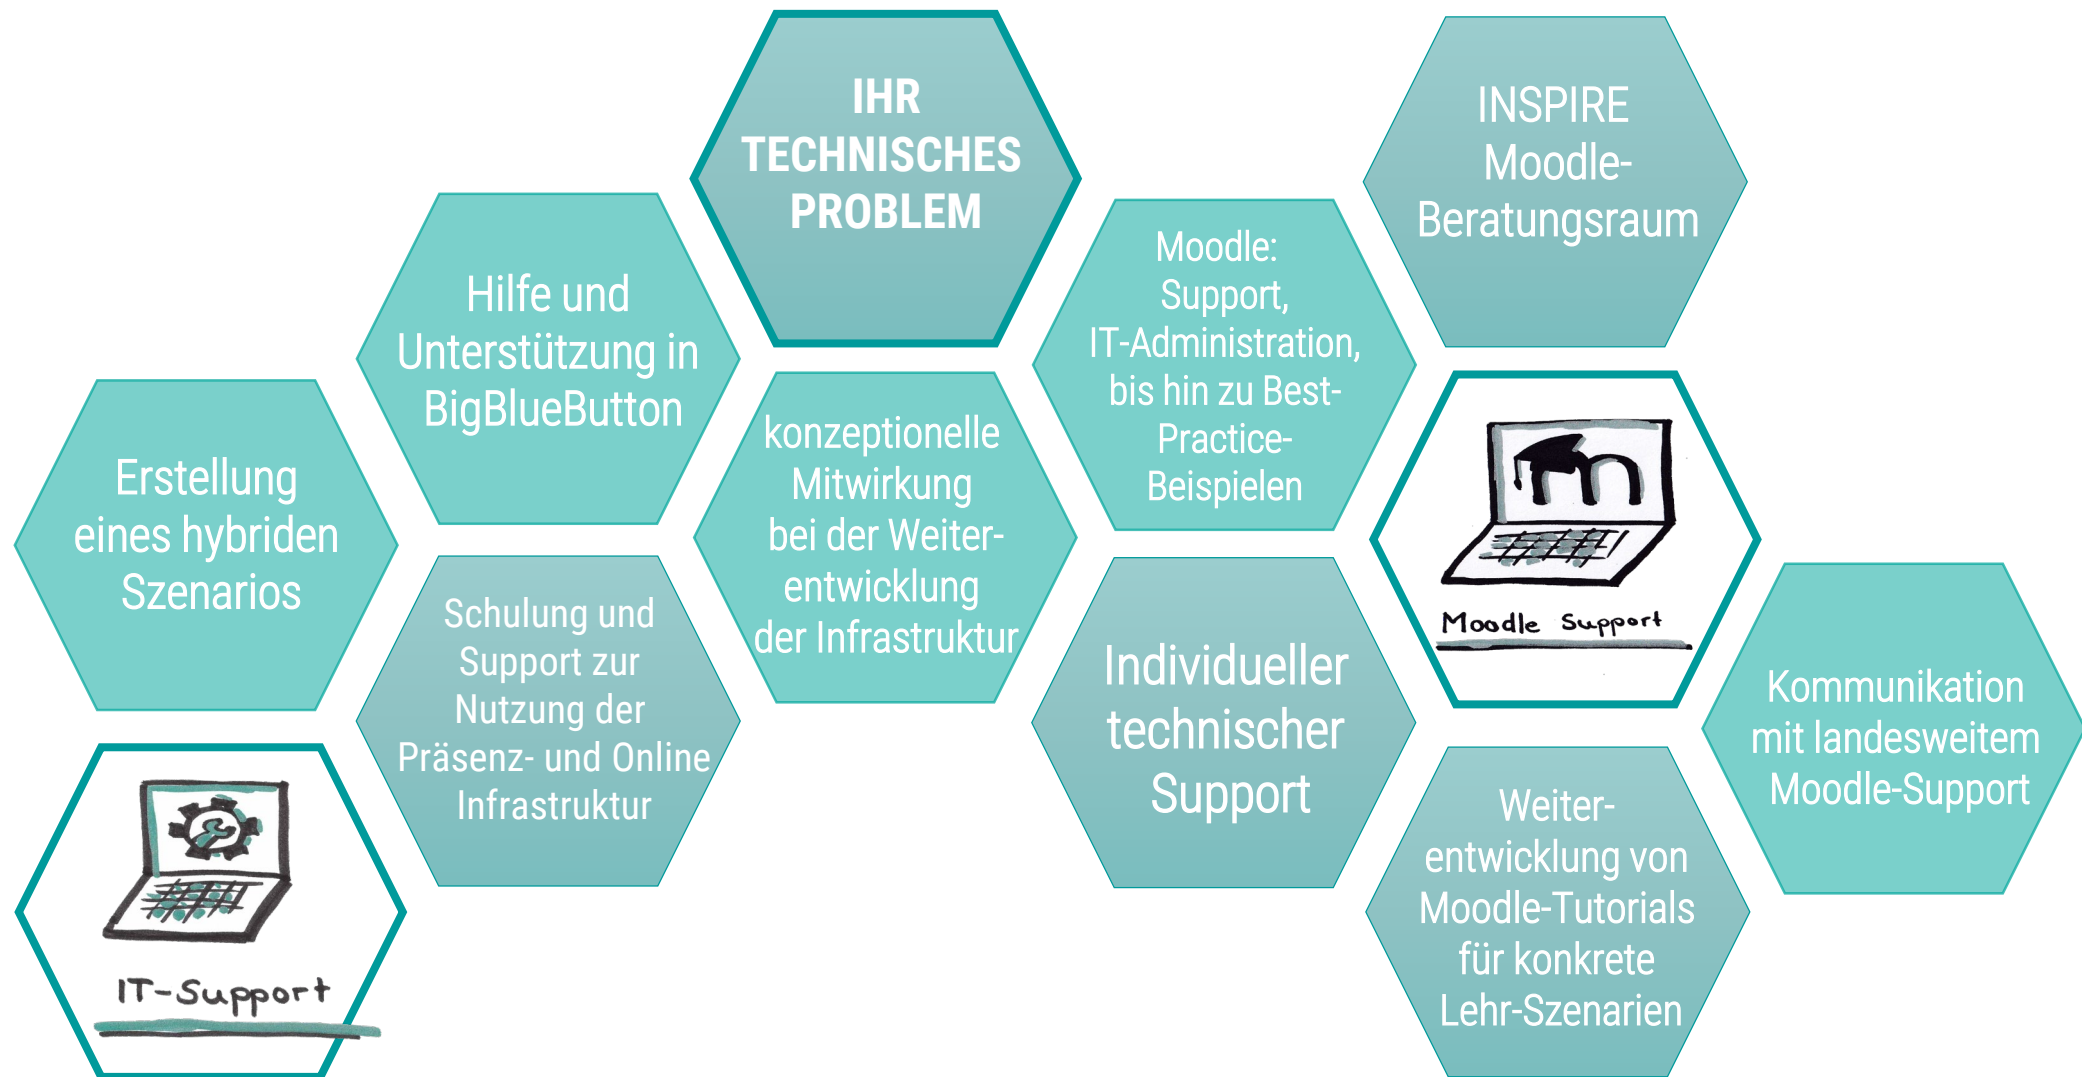 IHR
TECHNISCHES
PROBLEM
INSPIRE
Moodle-
Beratungsraum
Hilfe und
Unterstützung in
BigBlueButton
Moodle:
Support,
IT-Administration,
bis hin zu Best-
Practice-
Beispielen
Erstellung
eines hybriden
Szenarios
konzeptionelle
Mitwirkung
bei der Weiter-
entwicklung
der Infrastruktur
Moodle Support
Schulung und
Support zur
Nutzung der
Präsenz- und Online
Infrastruktur
Individueller
technischer
Support
Kommunikation
mit landesweitem
Moodle-Support
IT-Support
Weiter-
entwicklung von
Moodle-Tutorials
für konkrete
Lehr-Szenarien